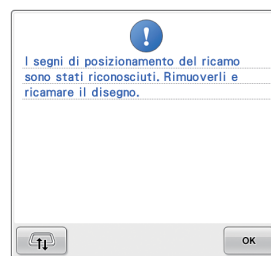 I segni di posizionamento del ricamo
sono stati riconosciuti. Rimuoverli e
ricamare il disegno.
OK